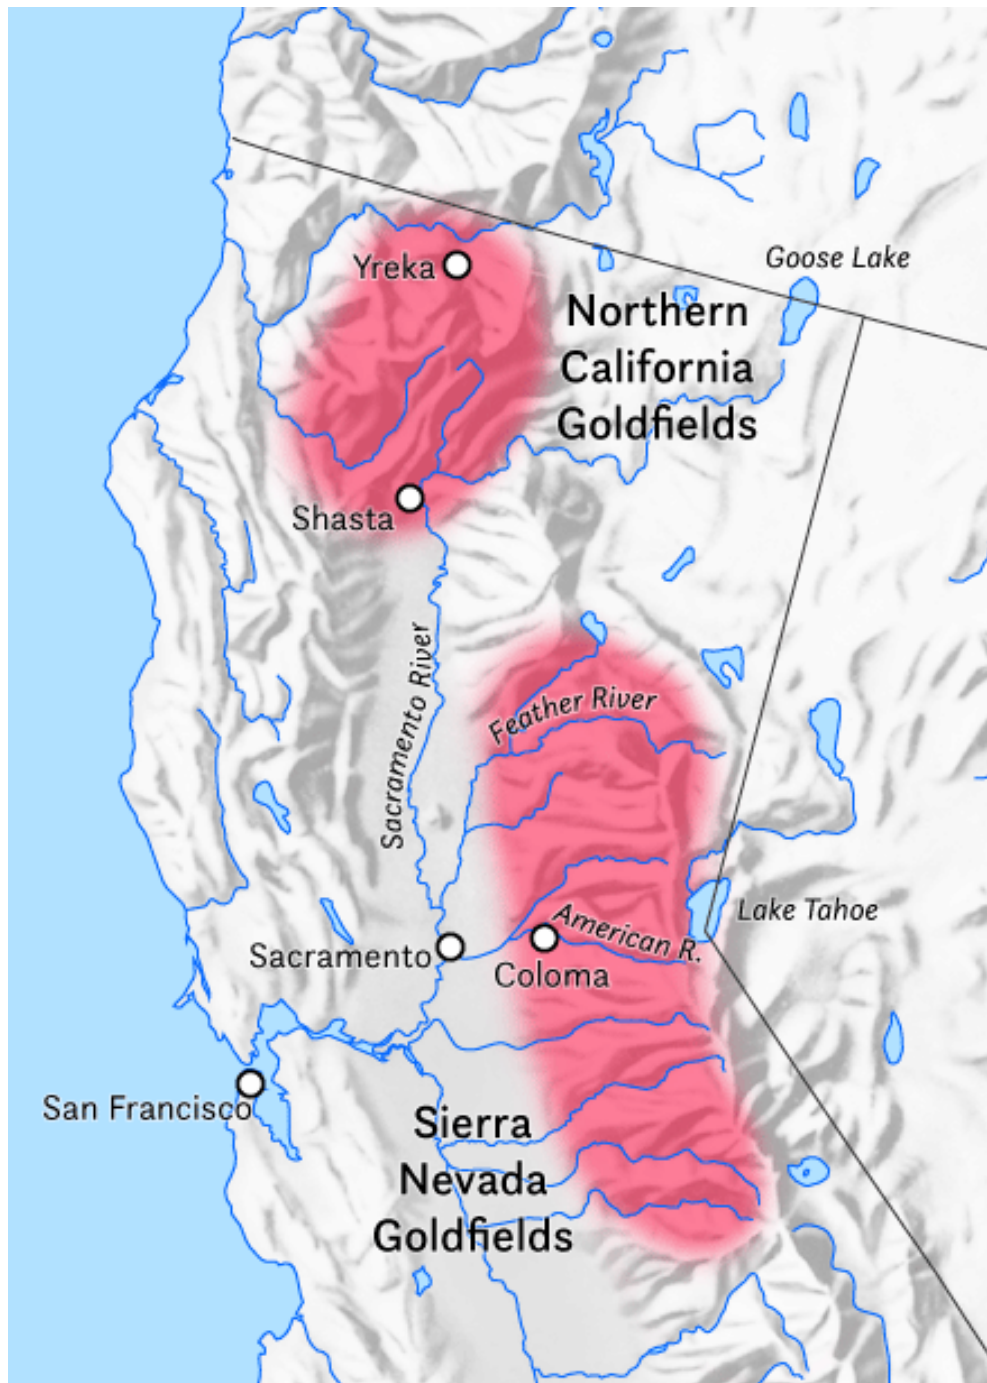 Goose Lake
Yreka
Northern
California
Goldfields
Shasta
Sacramento River
Feather River
Lake Tahoe
American R.
Sacramento
Coloma
San Francisco
Sierra
Nevada
Goldfields